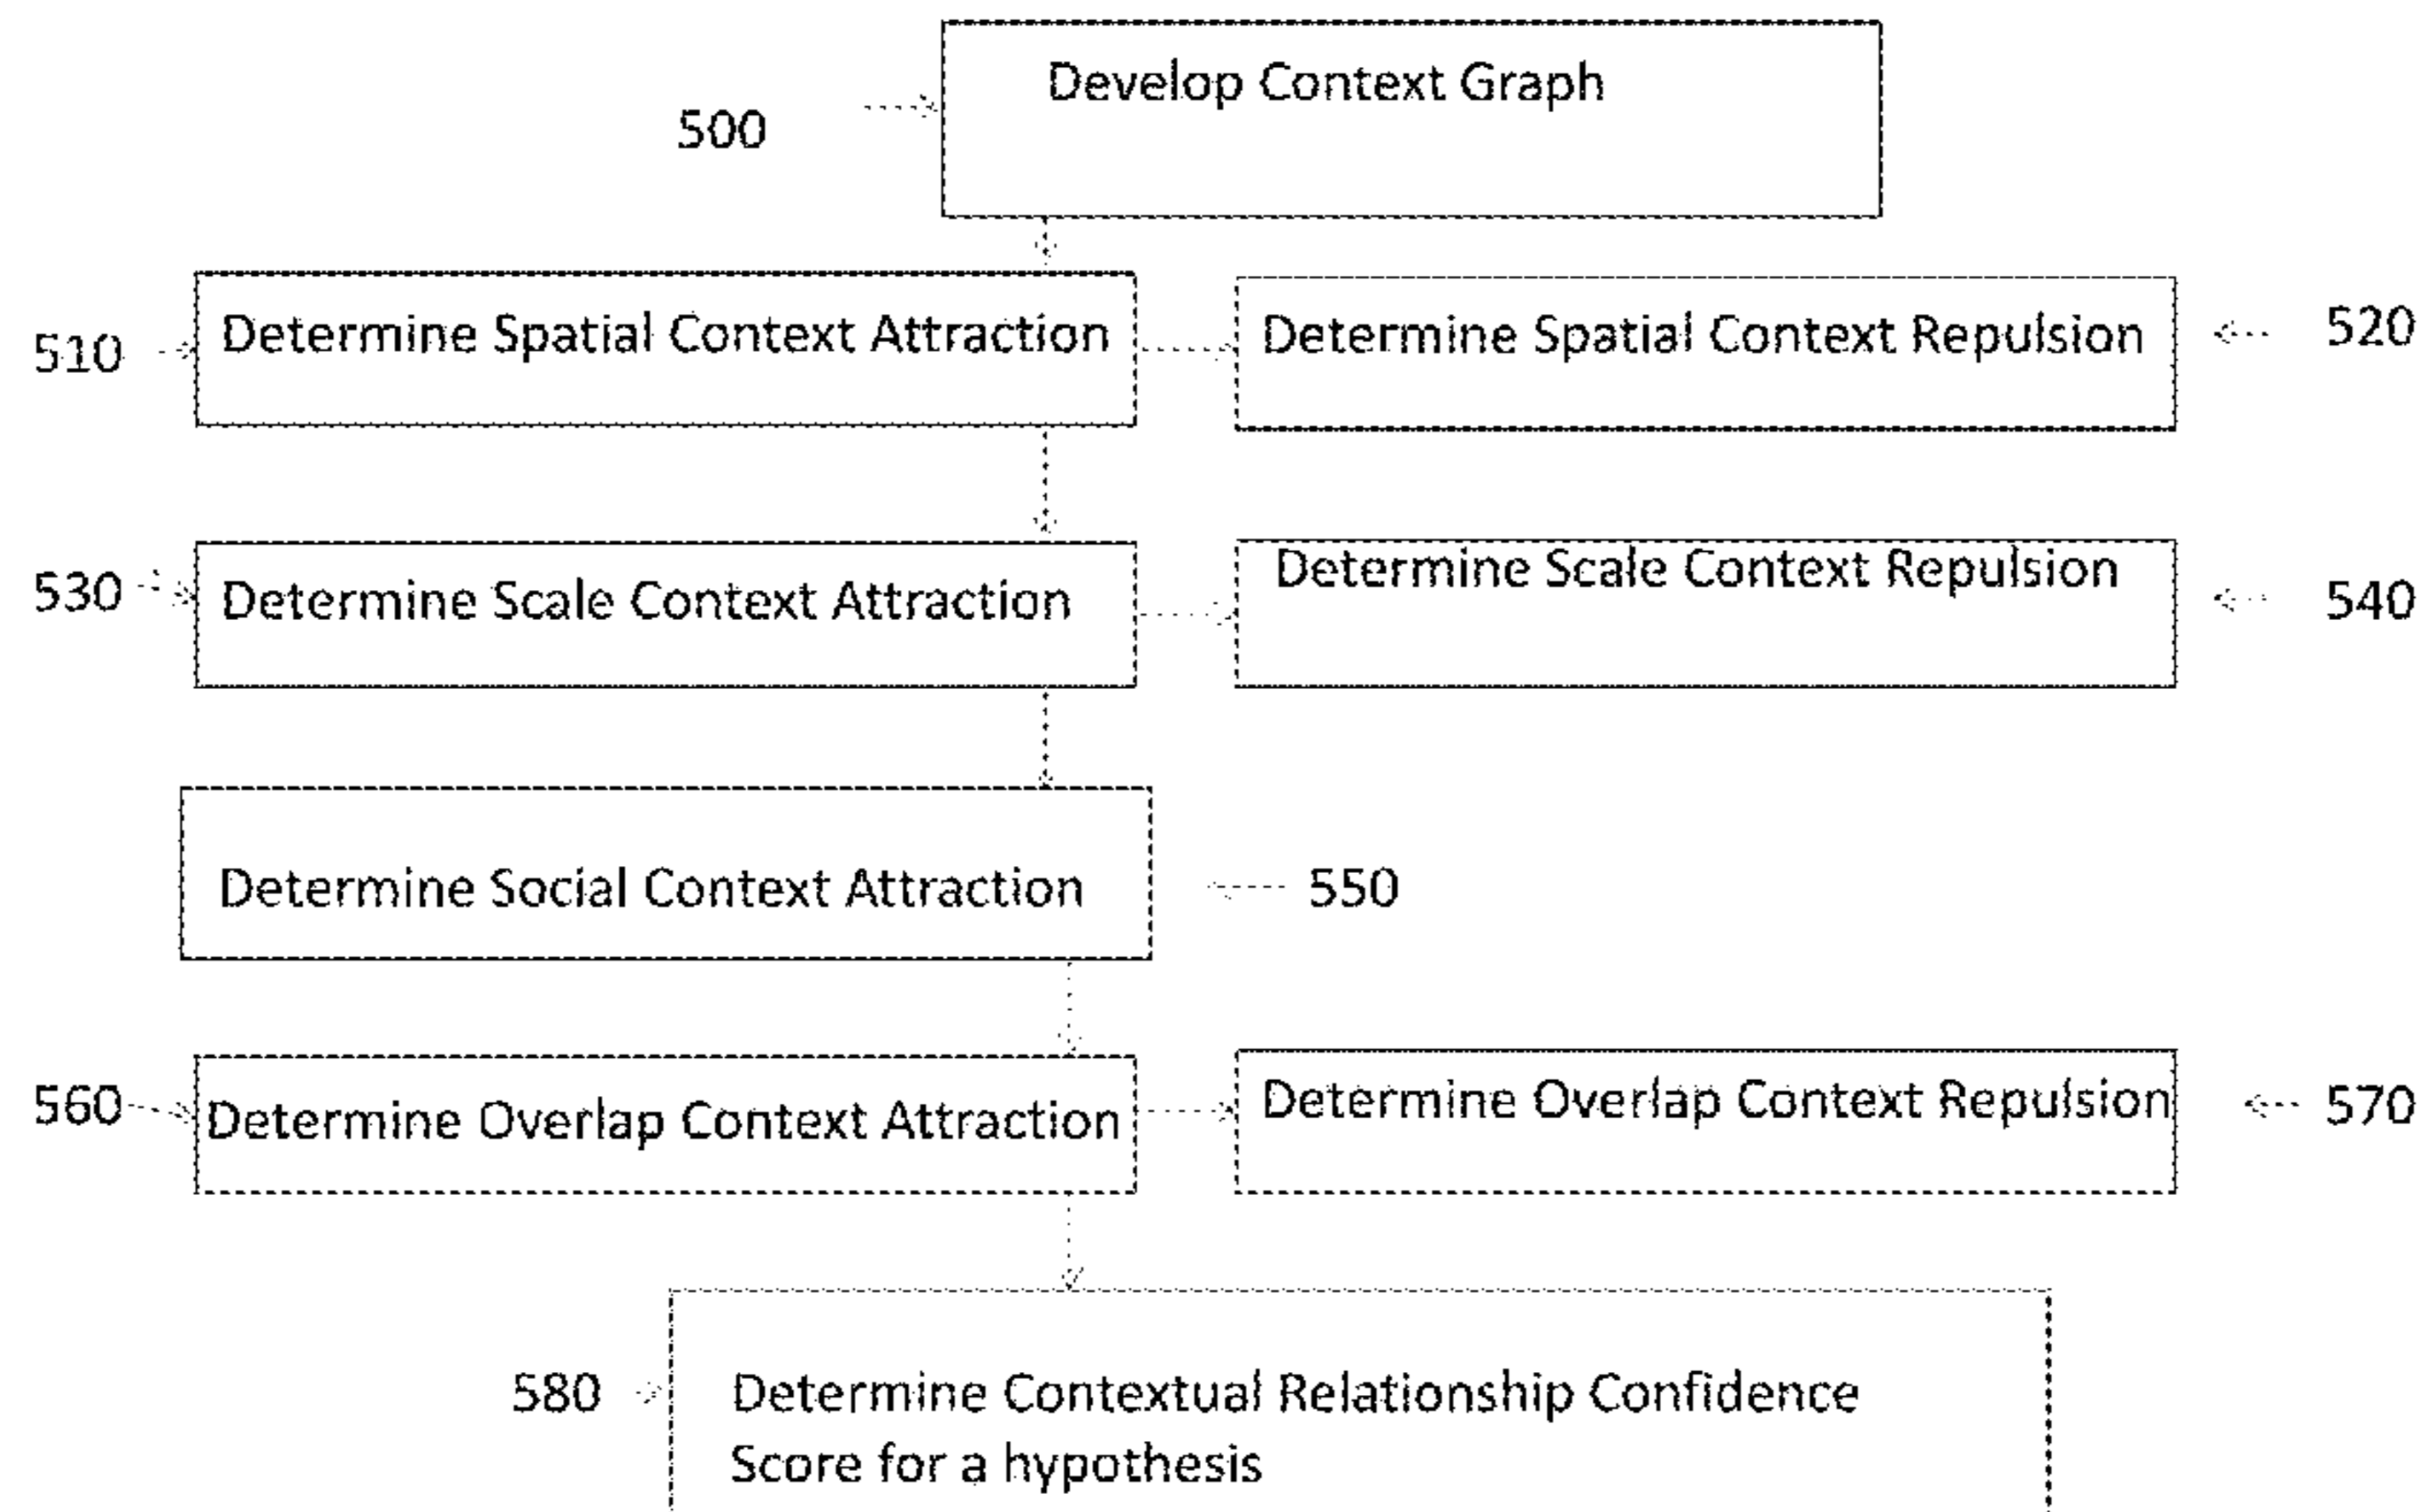 Develop Context Graph
500
510
Determine Spatial Context Attraction
Determine Spatial Context Repulsion
520
530
Determine Scale Context Attraction
Determine Scale Context Repulsion
540
Determine Social Context Attraction
550
560
Determine Overlap Context Attraction
Determine Overlap Context Repulsion
570
580
Determine Contextual Relationship Confidence
Score for a hypothesis